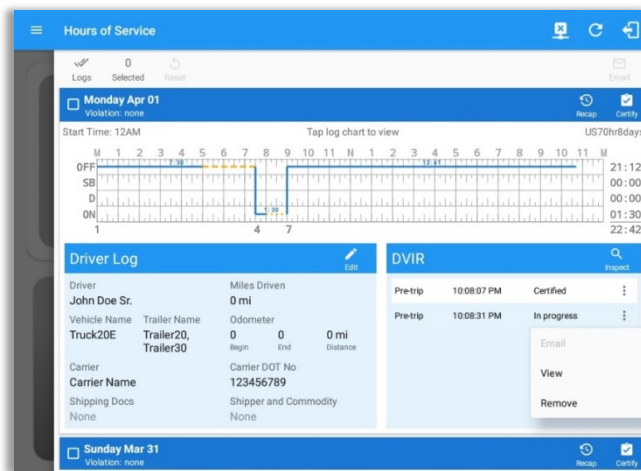 Hours of Service
Logs
0
Selected
Reset
Email
Monday Apr 01
Violation: none
Recap
Certify
Start Time: 12AM
Tap log chart to view
US70hr8days
M 1 2 3 4 5 6 7 8 9 10 11 N 1 2 3 4 5 6 7 8 9 10 11 M
OFF 7:30 12:41 21:12
SB 00:00
D 00:00
ON 1:30 01:30
1 4 7 22:42
Driver Log
Edit
Driver
John Doe Sr.
Miles Driven
0 mi
Vehicle Name
Truck20E
Trailer Name
Trailer20,
Trailer30
Odometer
0 0 0 mi
Begin End Distance
Carrier
Carrier Name
Carrier DOT No
123456789
Shipping Docs
None
Shipper and Commodity
None
DVIR
Inspect
Pre-trip 10:08:07 PM Certified
Pre-trip 10:08:31 PM In progress
Email
View
Remove
Sunday Mar 31
Violation: none
Recap
Certify